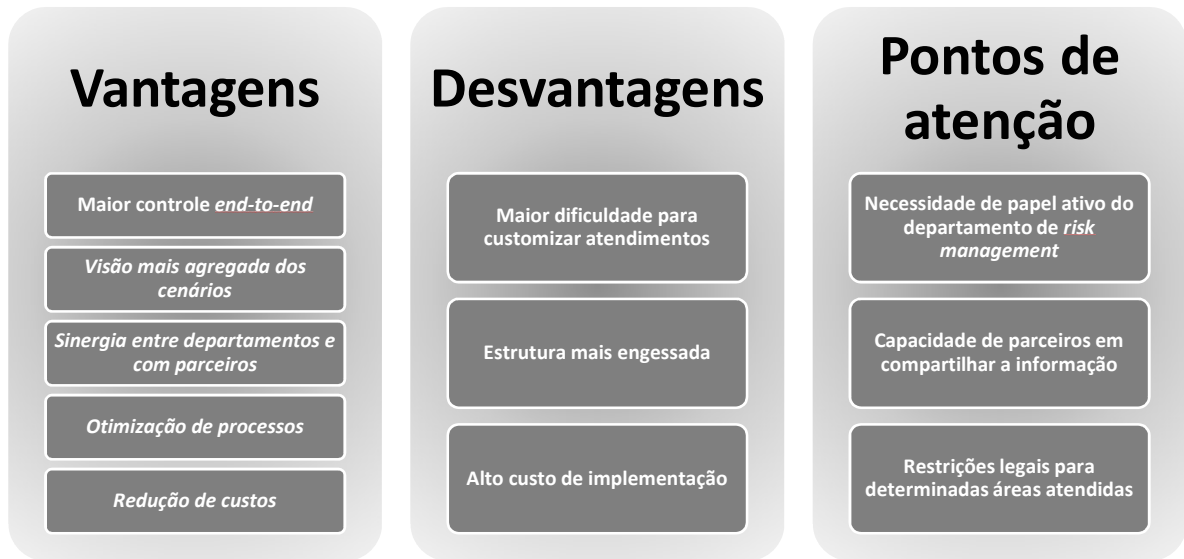 Vantagens
Maior controle end-to-end
Visão mais agregada dos
cenários
Sinergia entre departamentos e
com parceiros
Otimização de processos
Redução de custos
Desvantagens
Maior dificuldade para
customizar atendimentos
Estrutura mais engessada
Alto custo de implementação
Pontos de
atenção
Necessidade de papel ativo do
departamento de risk
management
Capacidade de parceiros em
compartilhar a informação
Restrições legais para
determinadas áreas atendidas